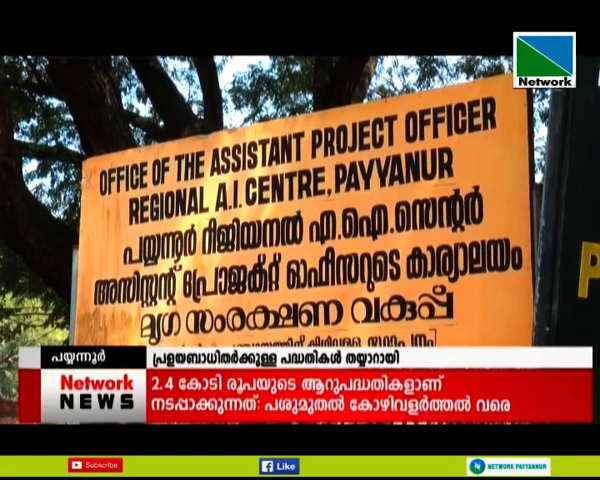 Network
OFFICE OF THE ASSISTANT PROJECT OFFICER
REGIONAL A.I. CENTRE, PAYYANUR
പയ്യന്നൂർ റീജിയനൽ എ.ഐ.സെന്റർ
അസിസ്റ്റന്റ് പ്രോജക്റ്റ് ഓഫീസറുടെ കാര്യാലയം
മൃഗ സംരക്ഷണ വകുപ്പ്
P
പയ്യന്നൂർ
പ്രളയബാധിതർക്കുള്ള പദ്ധതികൾ തയ്യാറായി
Network
NEWS
2.4 കോടി രൂപയുടെ ആറുപദ്ധതികളാണ്
നടപ്പാക്കുന്നത്: പശുമുതൽ കോഴിവളർത്തൽ വരെ
Subscribe
Like
NETWORK PAYYANUR